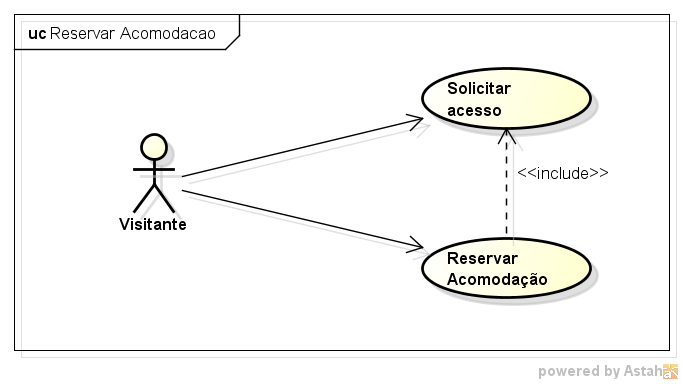 uc Reservar Acomodacao
Solicitar
acesso
<<include>>
Visitante
Reservar
Acomodação
powered by Astah